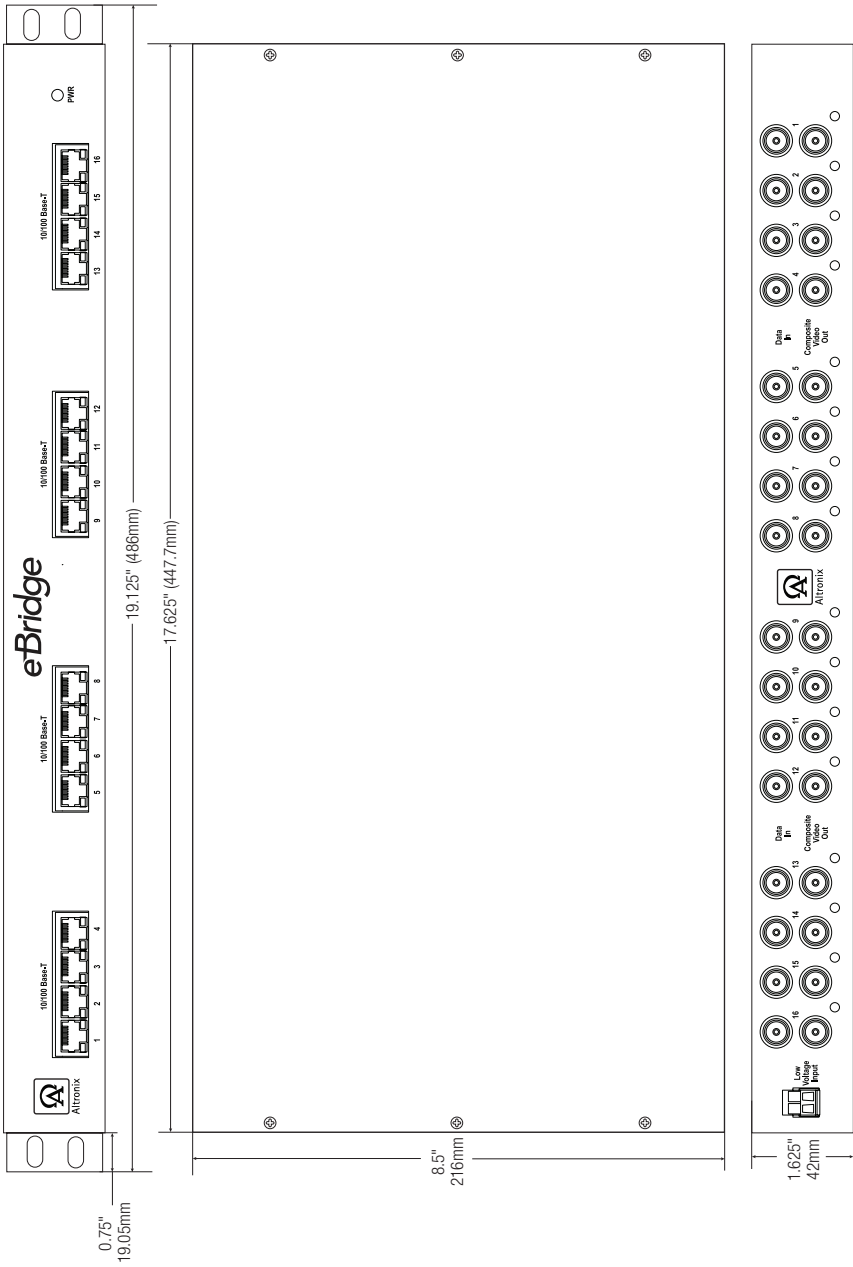 eBridge
PWR
10/100 Base-T
10/100 Base-T
10/100 Base-T
10/100 Base-T
1 2 3 4
5 6 7 8
9 10 11 12
13 14 15 16
Altronix
19.125" (486mm)
17.625" (447.7mm)
0.75"
19.05mm
8.5"
216mm
1.625"
42mm
Low
Voltage
Input
16 15 14 13
Data
In
Composite
Video
Out
12 11 10 9
Altronix
8 7 6 5
Data
In
Composite
Video
Out
4 3 2 1